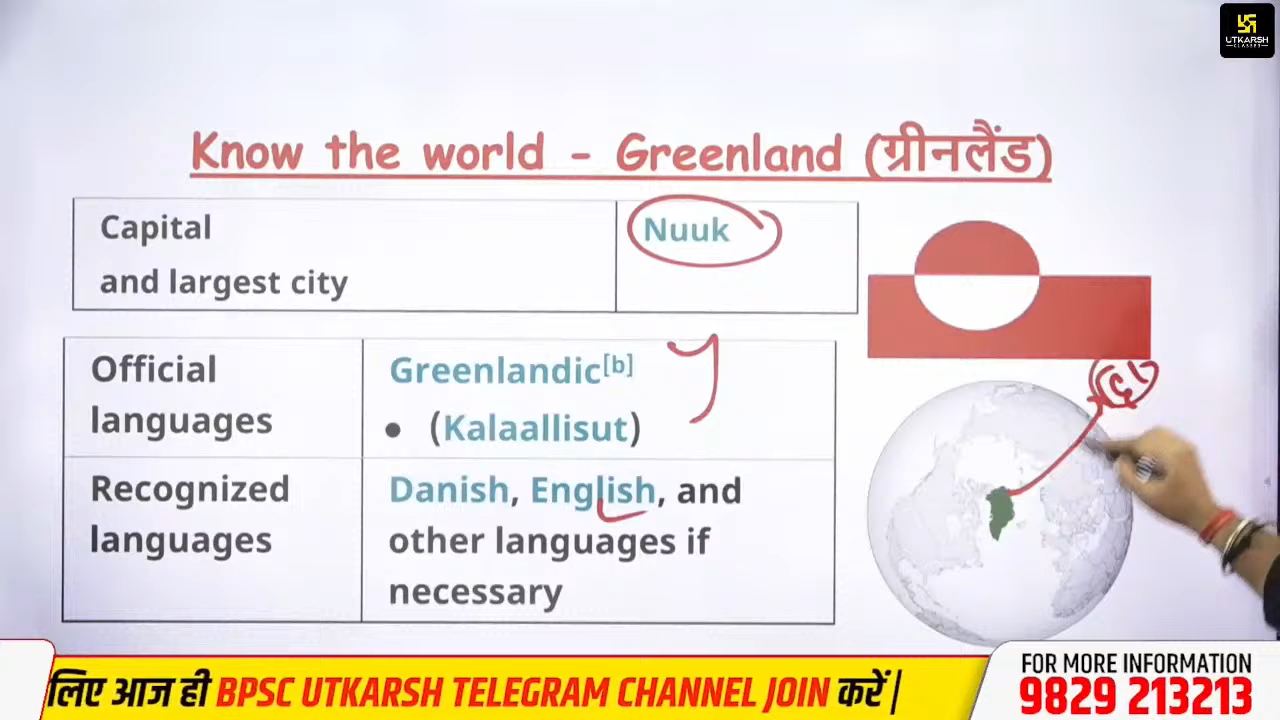 UTKARSH
CLASSES
Know the world - Greenland (ग्रीनलैंड)
Capital
and largest city
Nuuk
Official
languages
Greenlandic[b]
• (Kalaallisut)
Recognized
languages
Danish, English, and
other languages if
necessary
लिए आज ही BPSC UTKARSH TELEGRAM CHANNEL JOIN करें|
FOR MORE INFORMATION
9829 213213